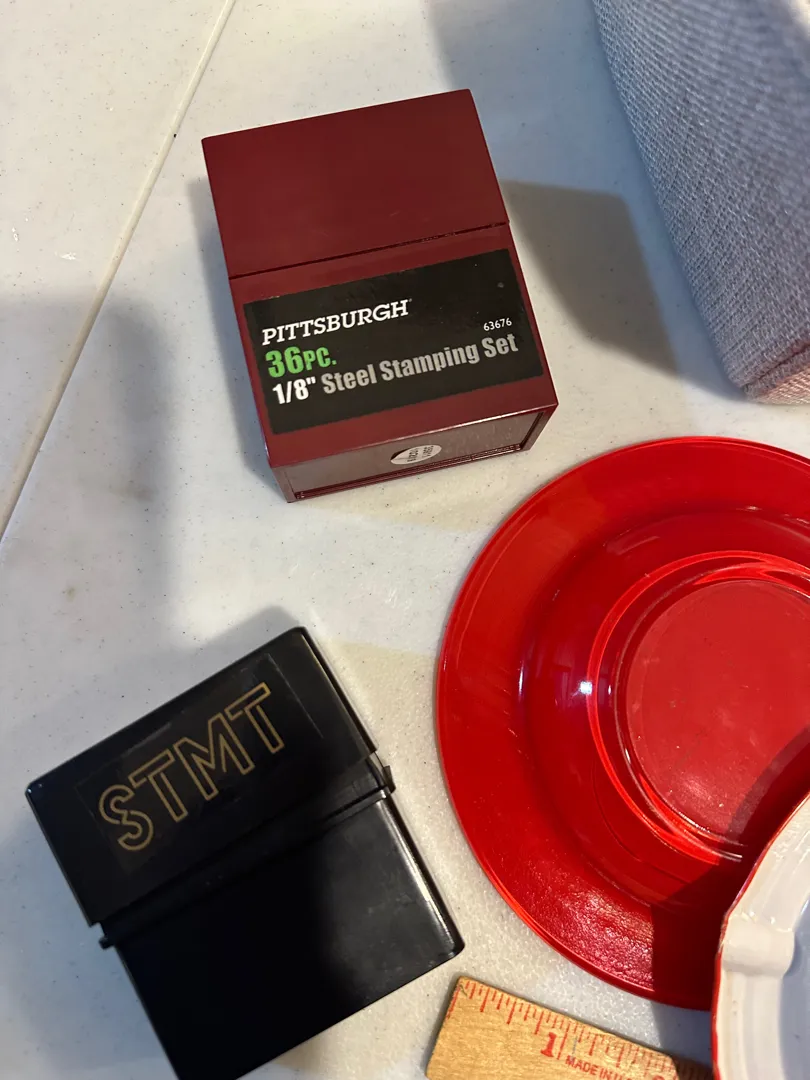 PITTSBURGH
63676
36PC.
1/8" Steel Stamping Set
STMT
1
MADE IN